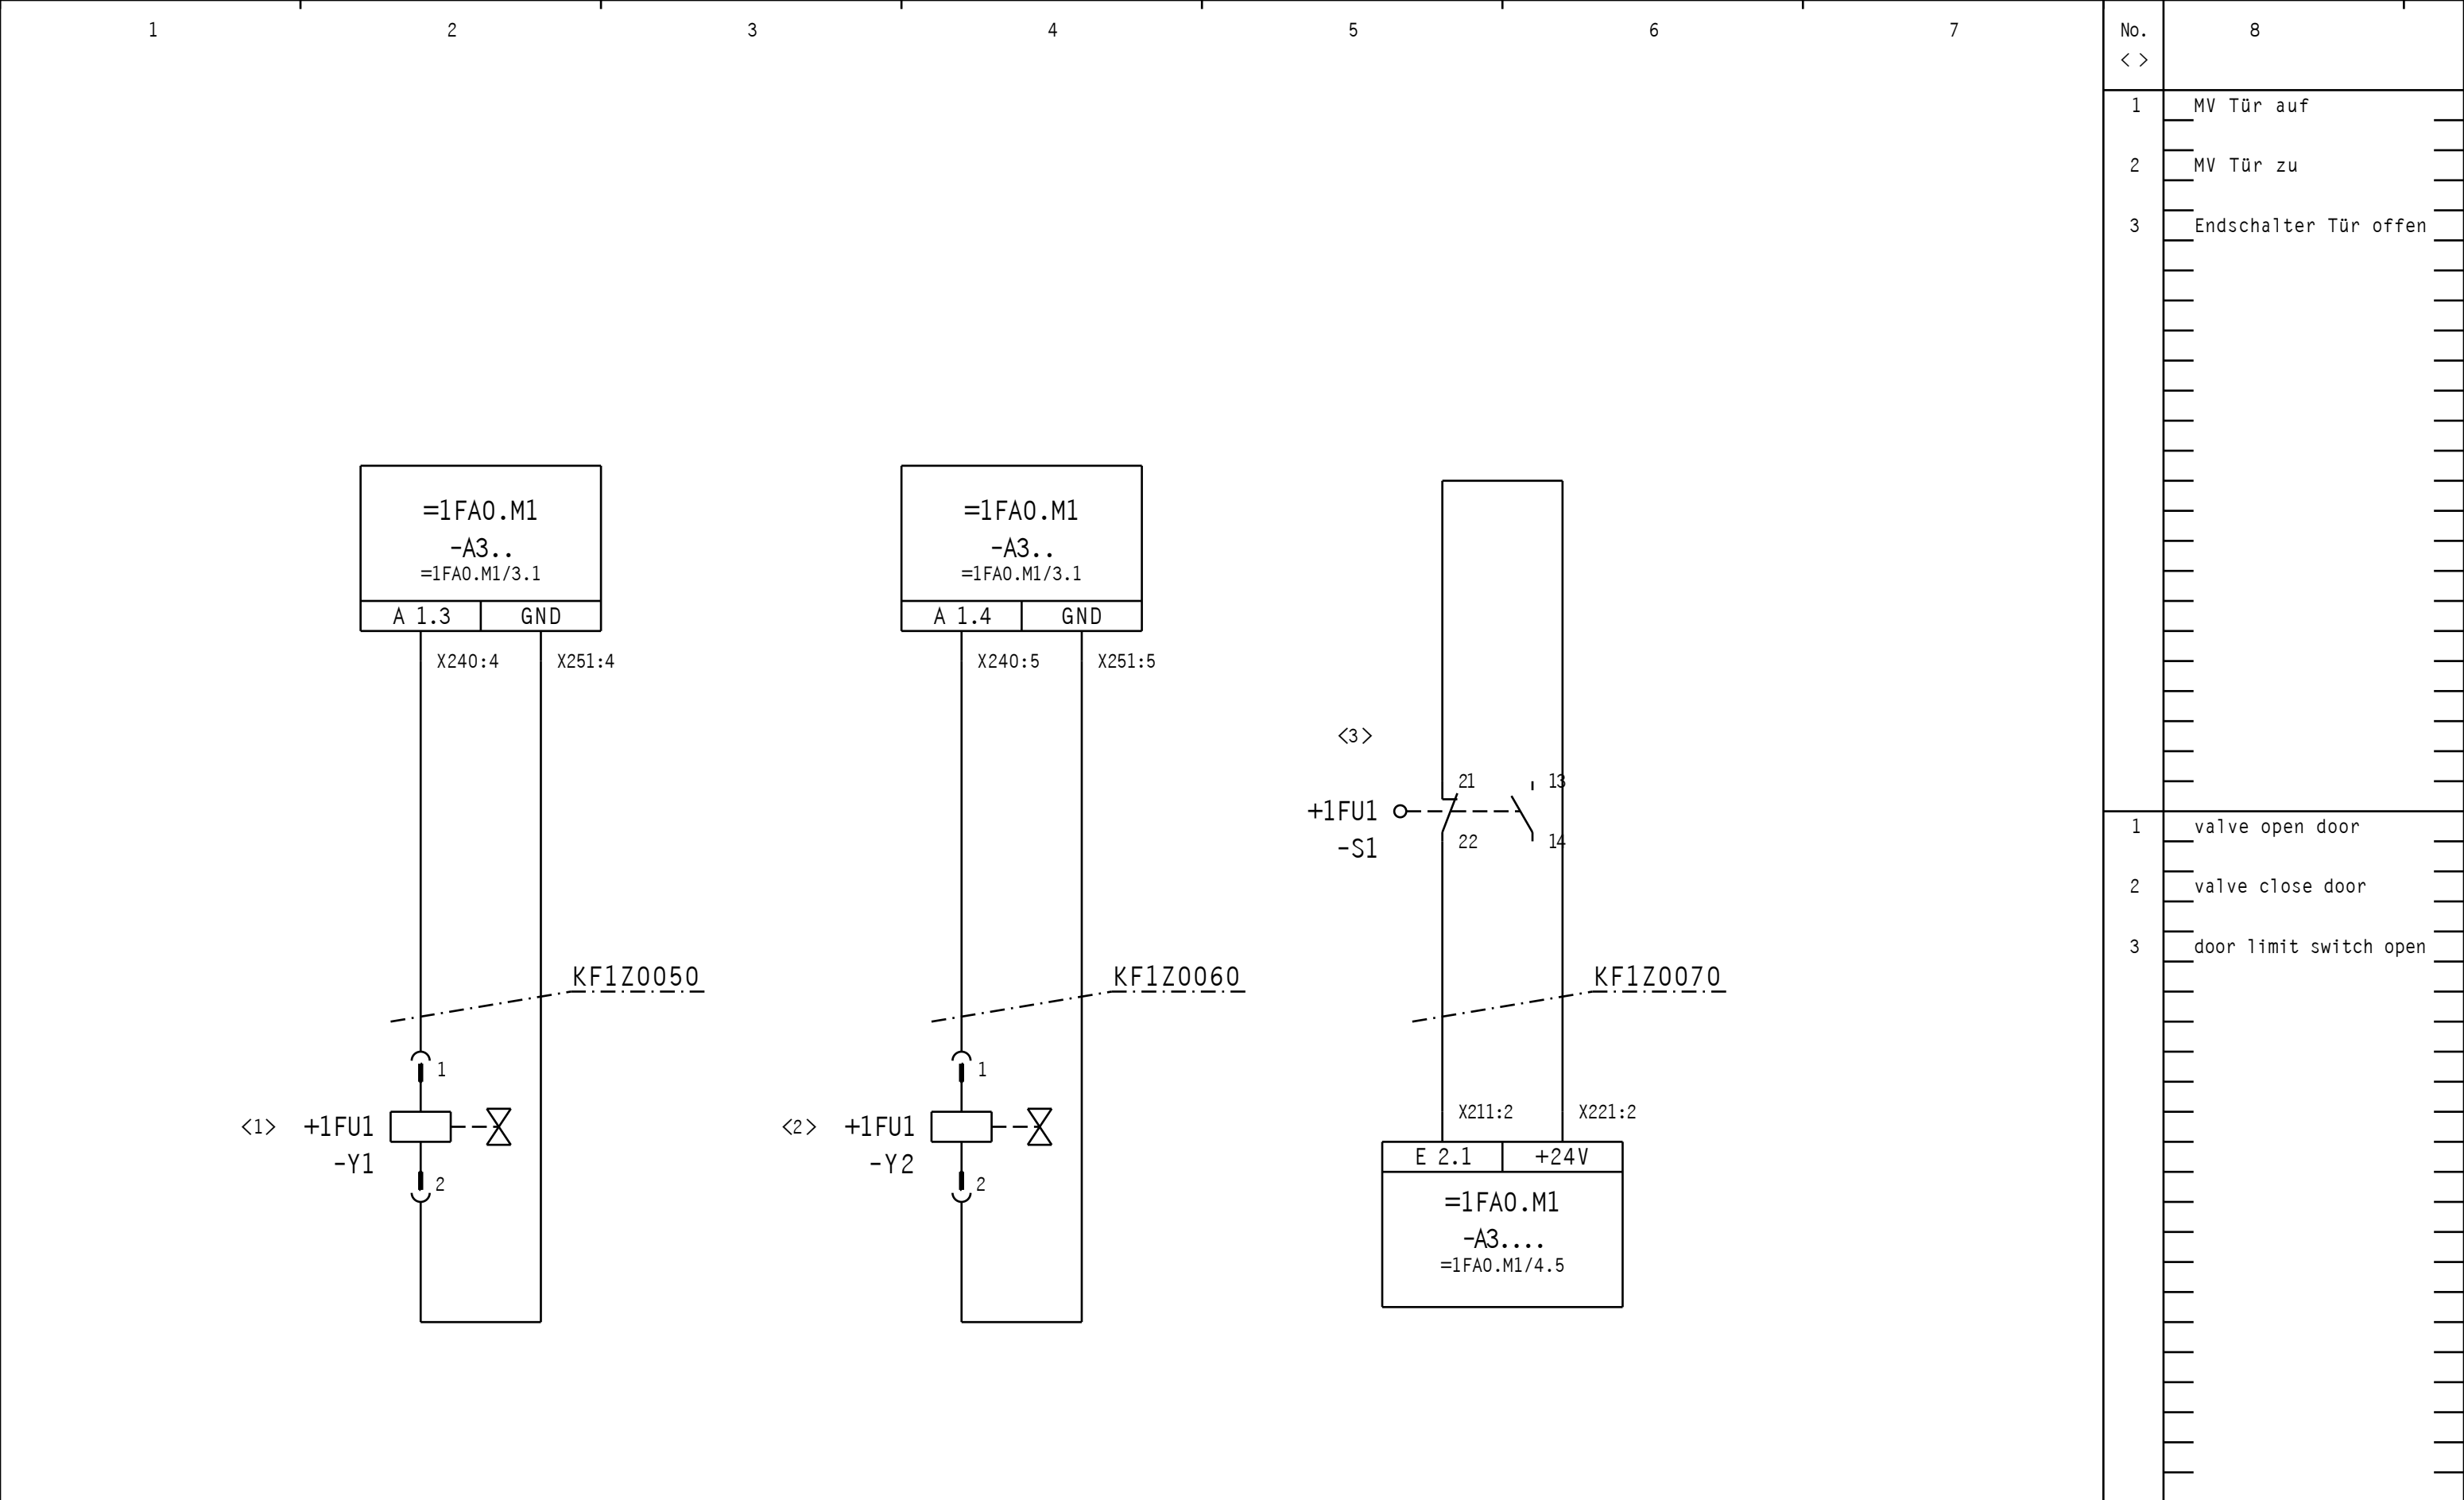 1 2 3 4 5 6 7 No. 8
< >
1 MV Tür auf
2 MV Tür zu
3 Endschalter Tür offen
=1FA0.M1
-A3..
=1FA0.M1/3.1
A 1.3 GND
X240:4 X251:4
KF1Z0050
1
<1> +1FU1
-Y1
2
=1FA0.M1
-A3..
=1FA0.M1/3.1
A 1.4 GND
X240:5 X251:5
KF1Z0060
1
<2> +1FU1
-Y2
2
<3>
21 13
+1FU1
-S1
22 14
KF1Z0070
X211:2 X221:2
E 2.1 +24V
=1FA0.M1
-A3....
=1FA0.M1/4.5
1 valve open door
2 valve close door
3 door limit switch open